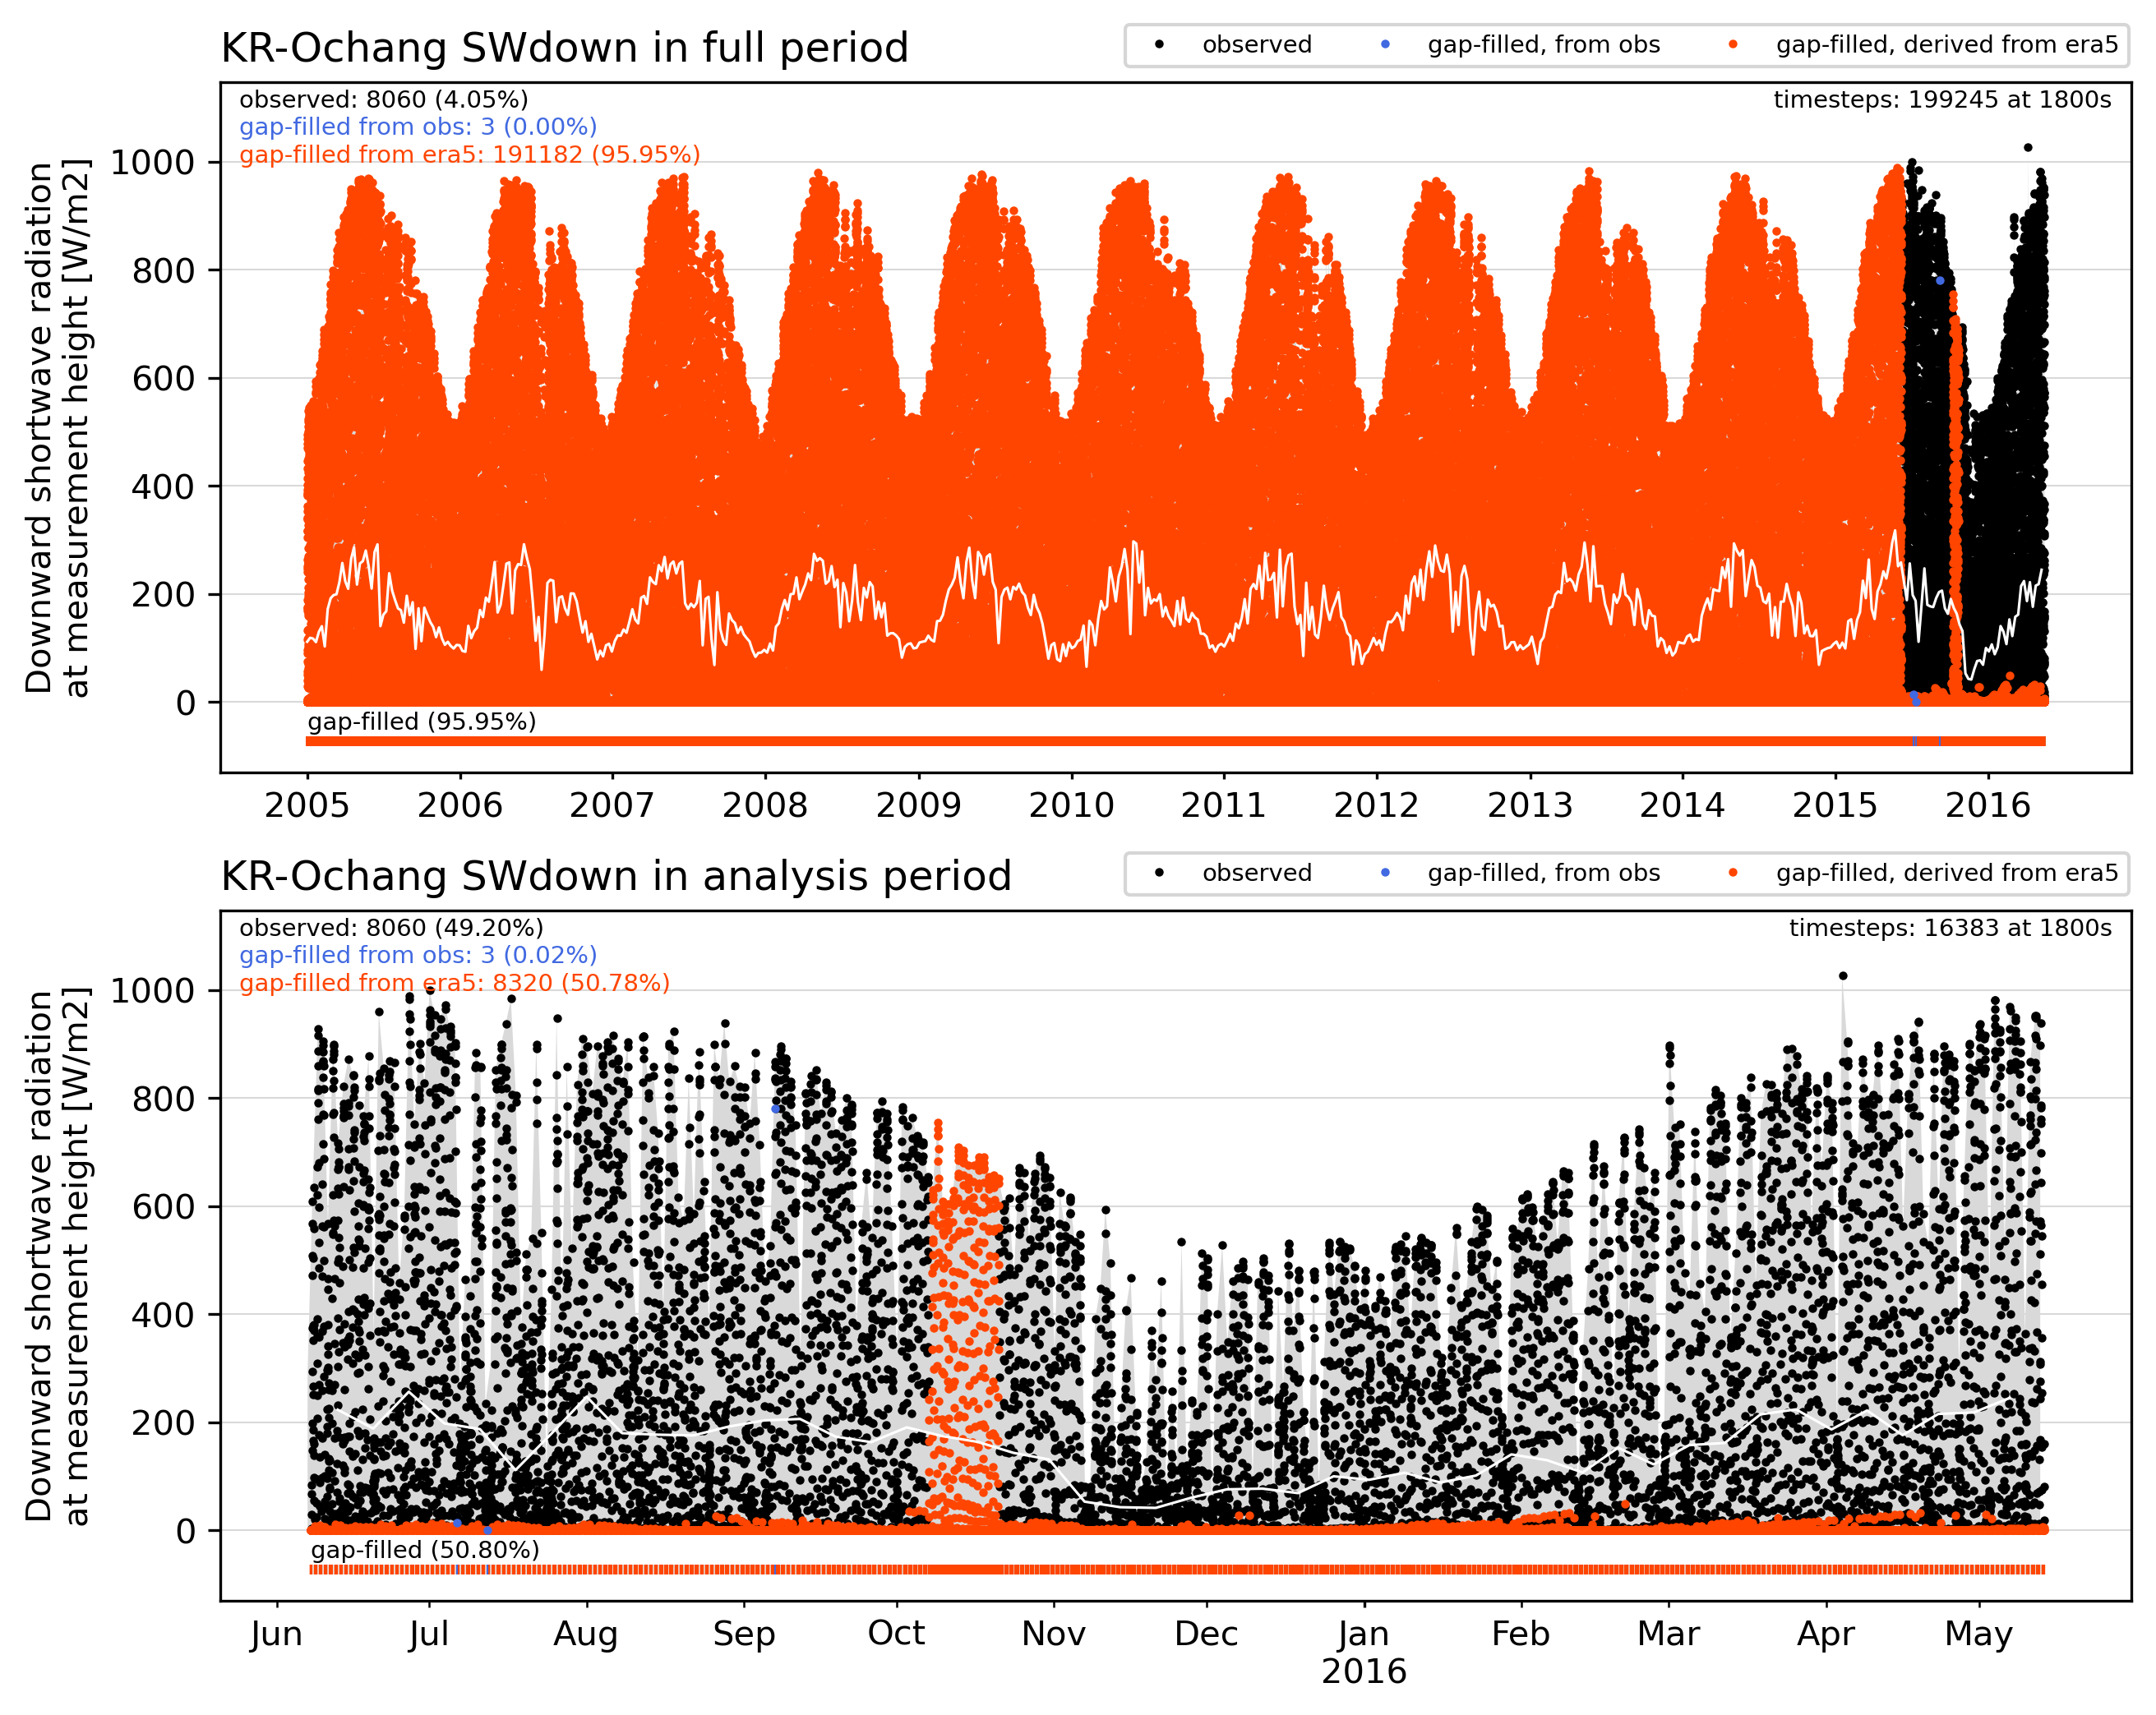 KR-Ochang SWdown in full period
observed
gap-filled, from obs
gap-filled, derived from era5
observed: 8060 (4.05%)
timesteps: 199245 at 1800s
gap-filled from obs: 3 (0.00%)
gap-filled from era5: 191182 (95.95%)
Downward shortwave radiation
at measurement height [W/m2]
1000
800
600
400
200
0
gap-filled (95.95%)
2005 2006 2007 2008 2009 2010 2011 2012 2013 2014 2015 2016
KR-Ochang SWdown in analysis period
observed
gap-filled, from obs
gap-filled, derived from era5
observed: 8060 (49.20%)
timesteps: 16383 at 1800s
gap-filled from obs: 3 (0.02%)
gap-filled from era5: 8320 (50.78%)
Downward shortwave radiation
at measurement height [W/m2]
1000
800
600
400
200
0
gap-filled (50.80%)
Jun Jul Aug Sep Oct Nov Dec Jan Feb Mar Apr May
2016